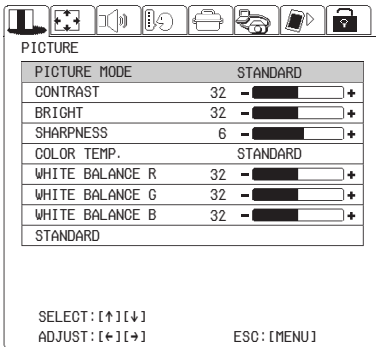 PICTURE
PICTURE MODE STANDARD
CONTRAST 32 - +
BRIGHT 32 - +
SHARPNESS 6 - +
COLOR TEMP. STANDARD
WHITE BALANCE R 32 - +
WHITE BALANCE G 32 - +
WHITE BALANCE B 32 - +
STANDARD
SELECT:[↑][↓]
ADJUST:[←][→] ESC:[MENU]